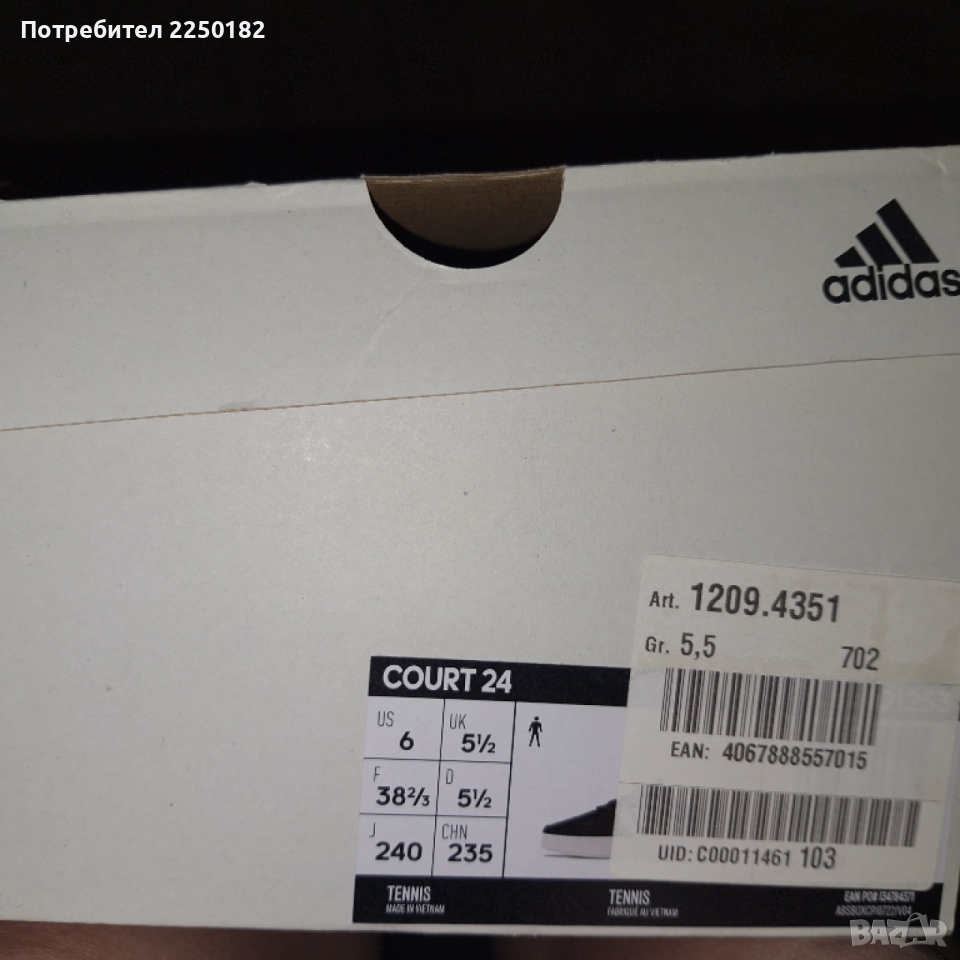 Потребител 2250182
adidas
Art. 1209.4351
Gr. 5,5
702
EAN: 4067888557015
UID: C00011461 103
COURT 24
US 6
UK 5½
F 38⅔
D 5½
J 240
CHN 235
TENNIS
MADE IN VIETNAM
TENNIS
FABRIQUÉ AU VIETNAM
BAZAR